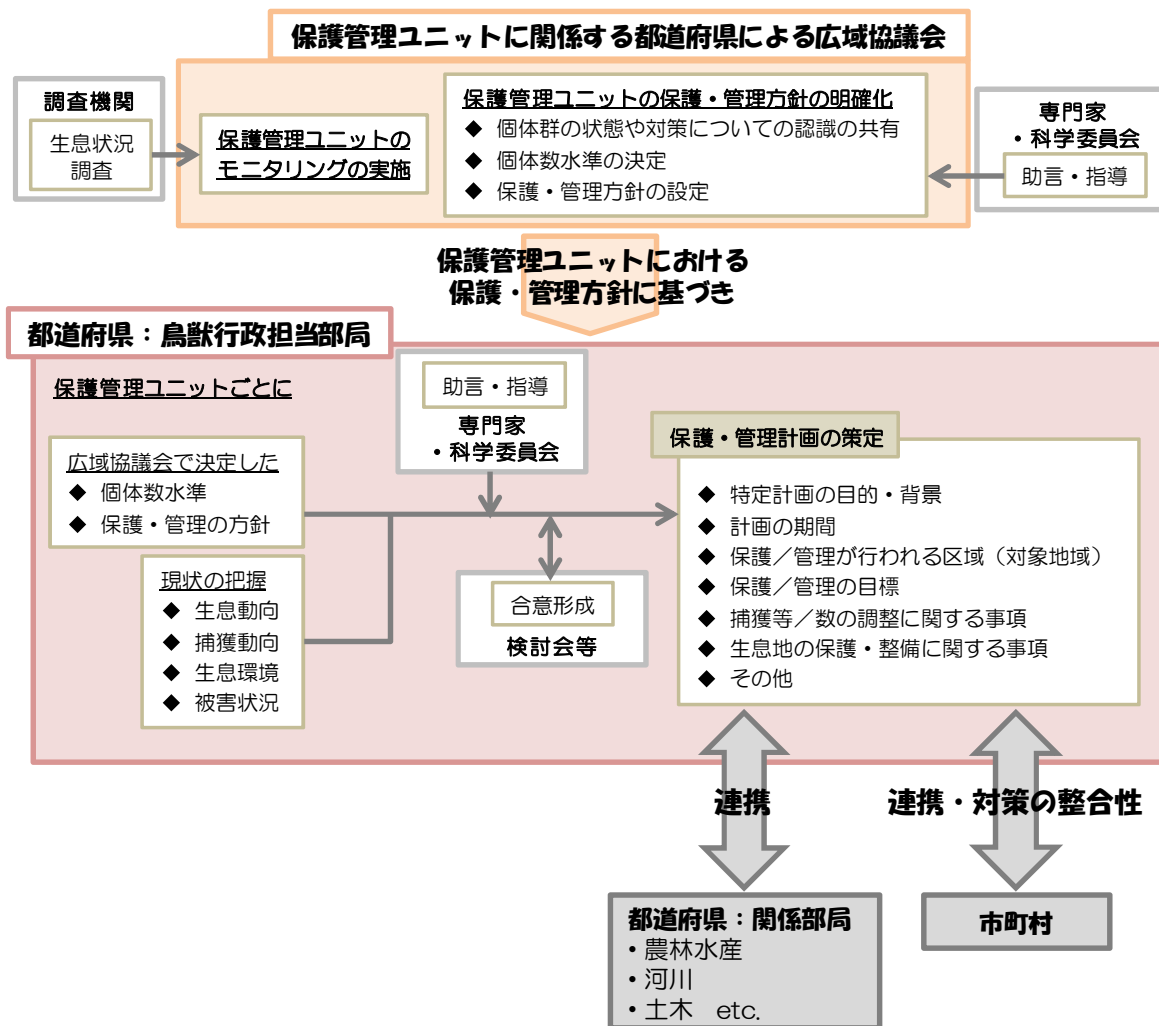 保護管理ユニットに関係する都道府県による広域協議会
調査機関
生息状況
調査
保護管理ユニットの
モニタリングの実施
保護管理ユニットの保護・管理方針の明確化
◆ 個体群の状態や対策についての認識の共有
◆ 個体数水準の決定
◆ 保護・管理方針の設定
専門家
・科学委員会
助言・指導
保護管理ユニットにおける
保護・管理方針に基づき
都道府県：鳥獣行政担当部局
保護管理ユニットごとに
広域協議会で決定した
◆ 個体数水準
◆ 保護・管理の方針
現状の把握
◆ 生息動向
◆ 捕獲動向
◆ 生息環境
◆ 被害状況
助言・指導
専門家
・科学委員会
合意形成
検討会等
保護・管理計画の策定
◆ 特定計画の目的・背景
◆ 計画の期間
◆ 保護／管理が行われる区域（対象地域）
◆ 保護／管理の目標
◆ 捕獲等／数の調整に関する事項
◆ 生息地の保護・整備に関する事項
◆ その他
連携
連携・対策の整合性
都道府県：関係部局
・農林水産
・河川
・土木 etc.
市町村